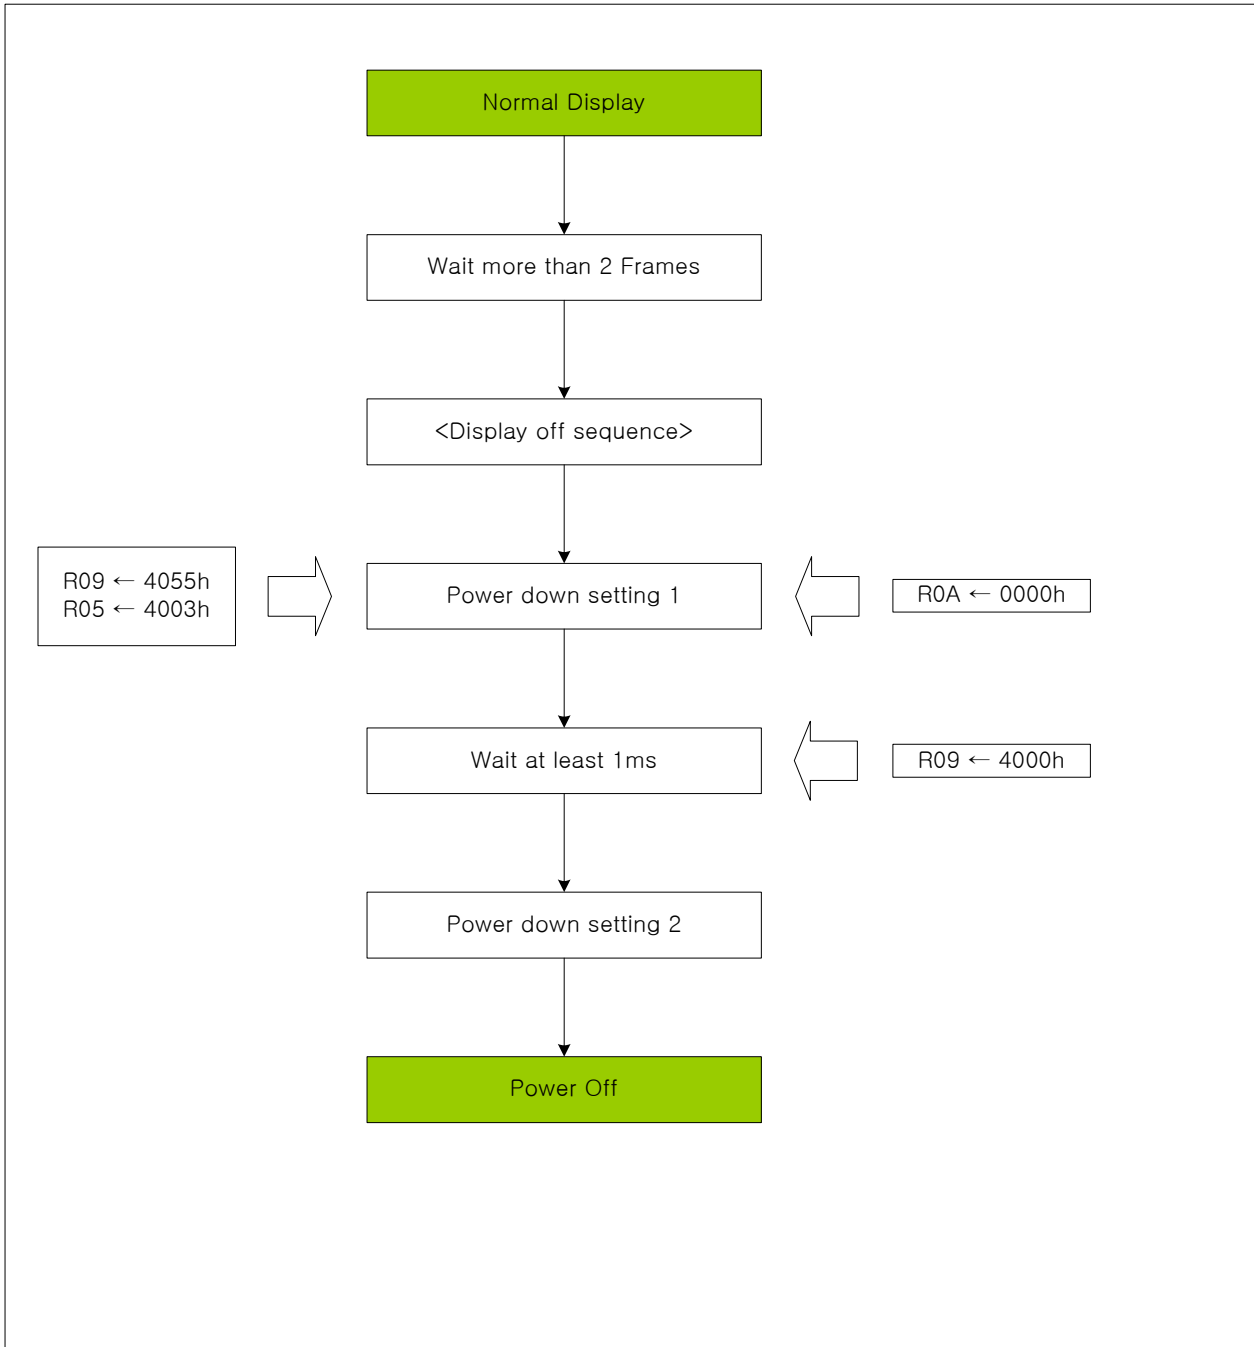 Normal Display
Wait more than 2 Frames
<Display off sequence>
R09 ← 4055h
R05 ← 4003h
Power down setting 1
R0A ← 0000h
Wait at least 1ms
R09 ← 4000h
Power down setting 2
Power Off